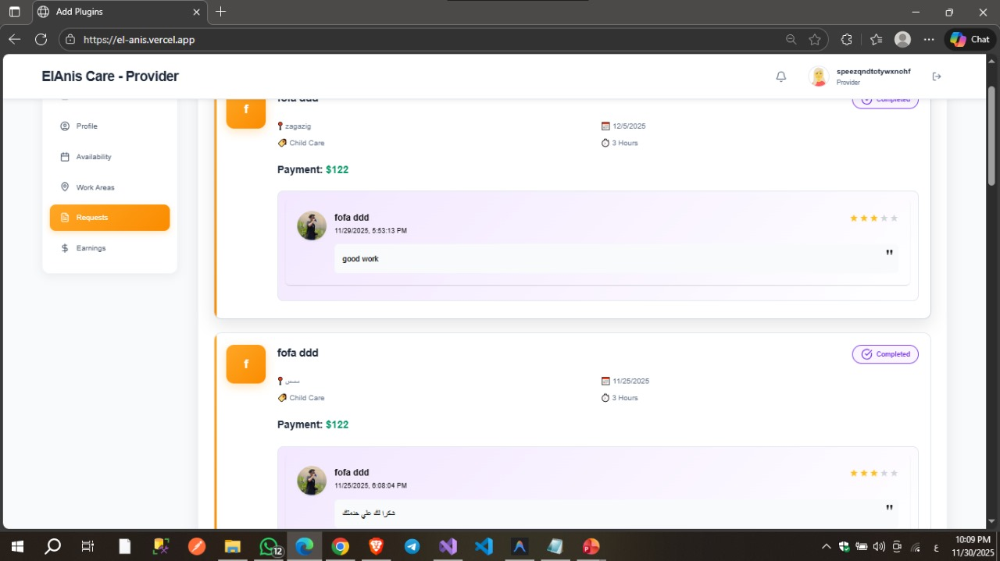 Add Plugins
https://el-anis.vercel.app
Chat
ElAnis Care - Provider
speezqndtotywxnohf
Provider
Profile
Availability
Work Areas
Requests
Earnings
f
fofa ddd
Completed
zagazig
12/5/2025
Child Care
3 Hours
Payment: $122
fofa ddd
11/29/2025, 5:53:13 PM
good work
"
f
fofa ddd
Completed
11/25/2025
Child Care
3 Hours
Payment: $122
fofa ddd
11/25/2025, 6:08:04 PM
شكرا لك علي خدمتك
"
12
ع
10:09 PM
11/30/2025